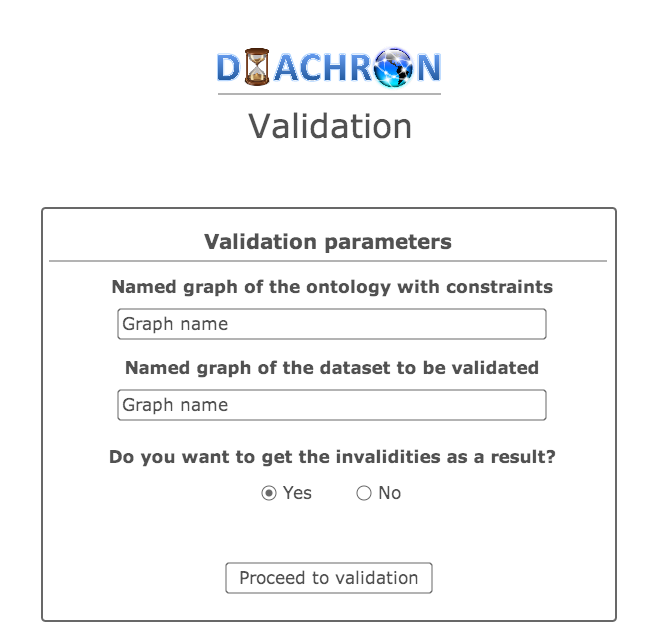 DIACHRON
Validation
Validation parameters
Named graph of the ontology with constraints
Graph name
Named graph of the dataset to be validated
Graph name
Do you want to get the invalidities as a result?
Yes No
Proceed to validation